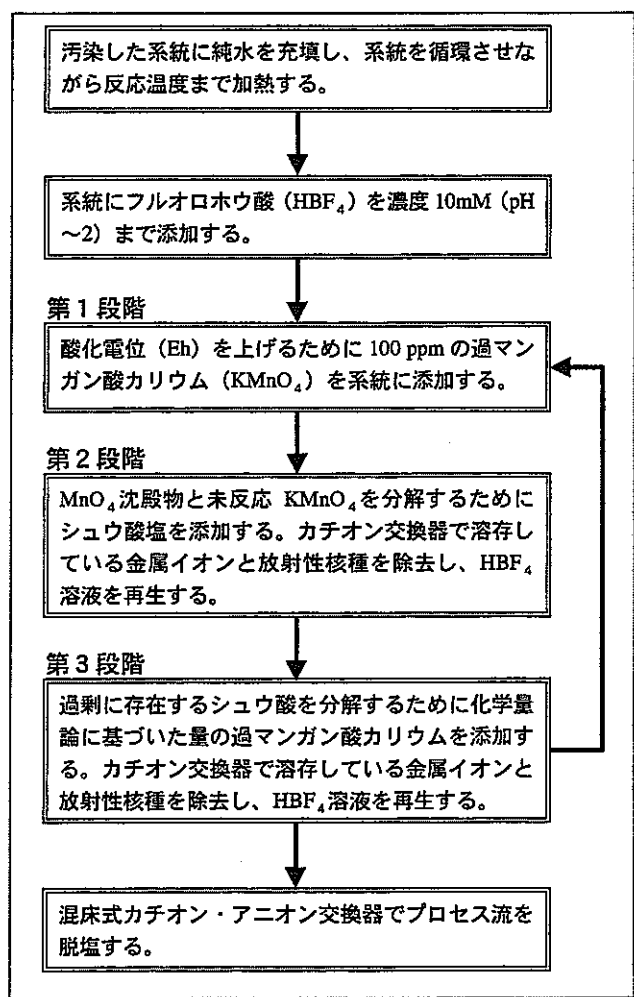 汚染した系統に純水を充填し、系統を循環させな
がら反応温度まで加熱する。
系統にフルオロホウ酸（HBF₄）を濃度 10mM（pH
～2）まで添加する。
第１段階
酸化電位（Eh）を上げるために 100 ppm の過マン
ガン酸カリウム（KMnO₄）を系統に添加する。
第２段階
MnO₄沈殿物と未反応 KMnO₄を分解するために
シュウ酸塩を添加する。カチオン交換器で溶存し
ている金属イオンと放射性核種を除去し、HBF₄
溶液を再生する。
第３段階
過剰に存在するシュウ酸を分解するために化学量
論に基づいた量の過マンガン酸カリウムを添加す
る。カチオン交換器で溶存している金属イオンと
放射性核種を除去し、HBF₄溶液を再生する。
混床式カチオン・アニオン交換器でプロセス流を
脱塩する。